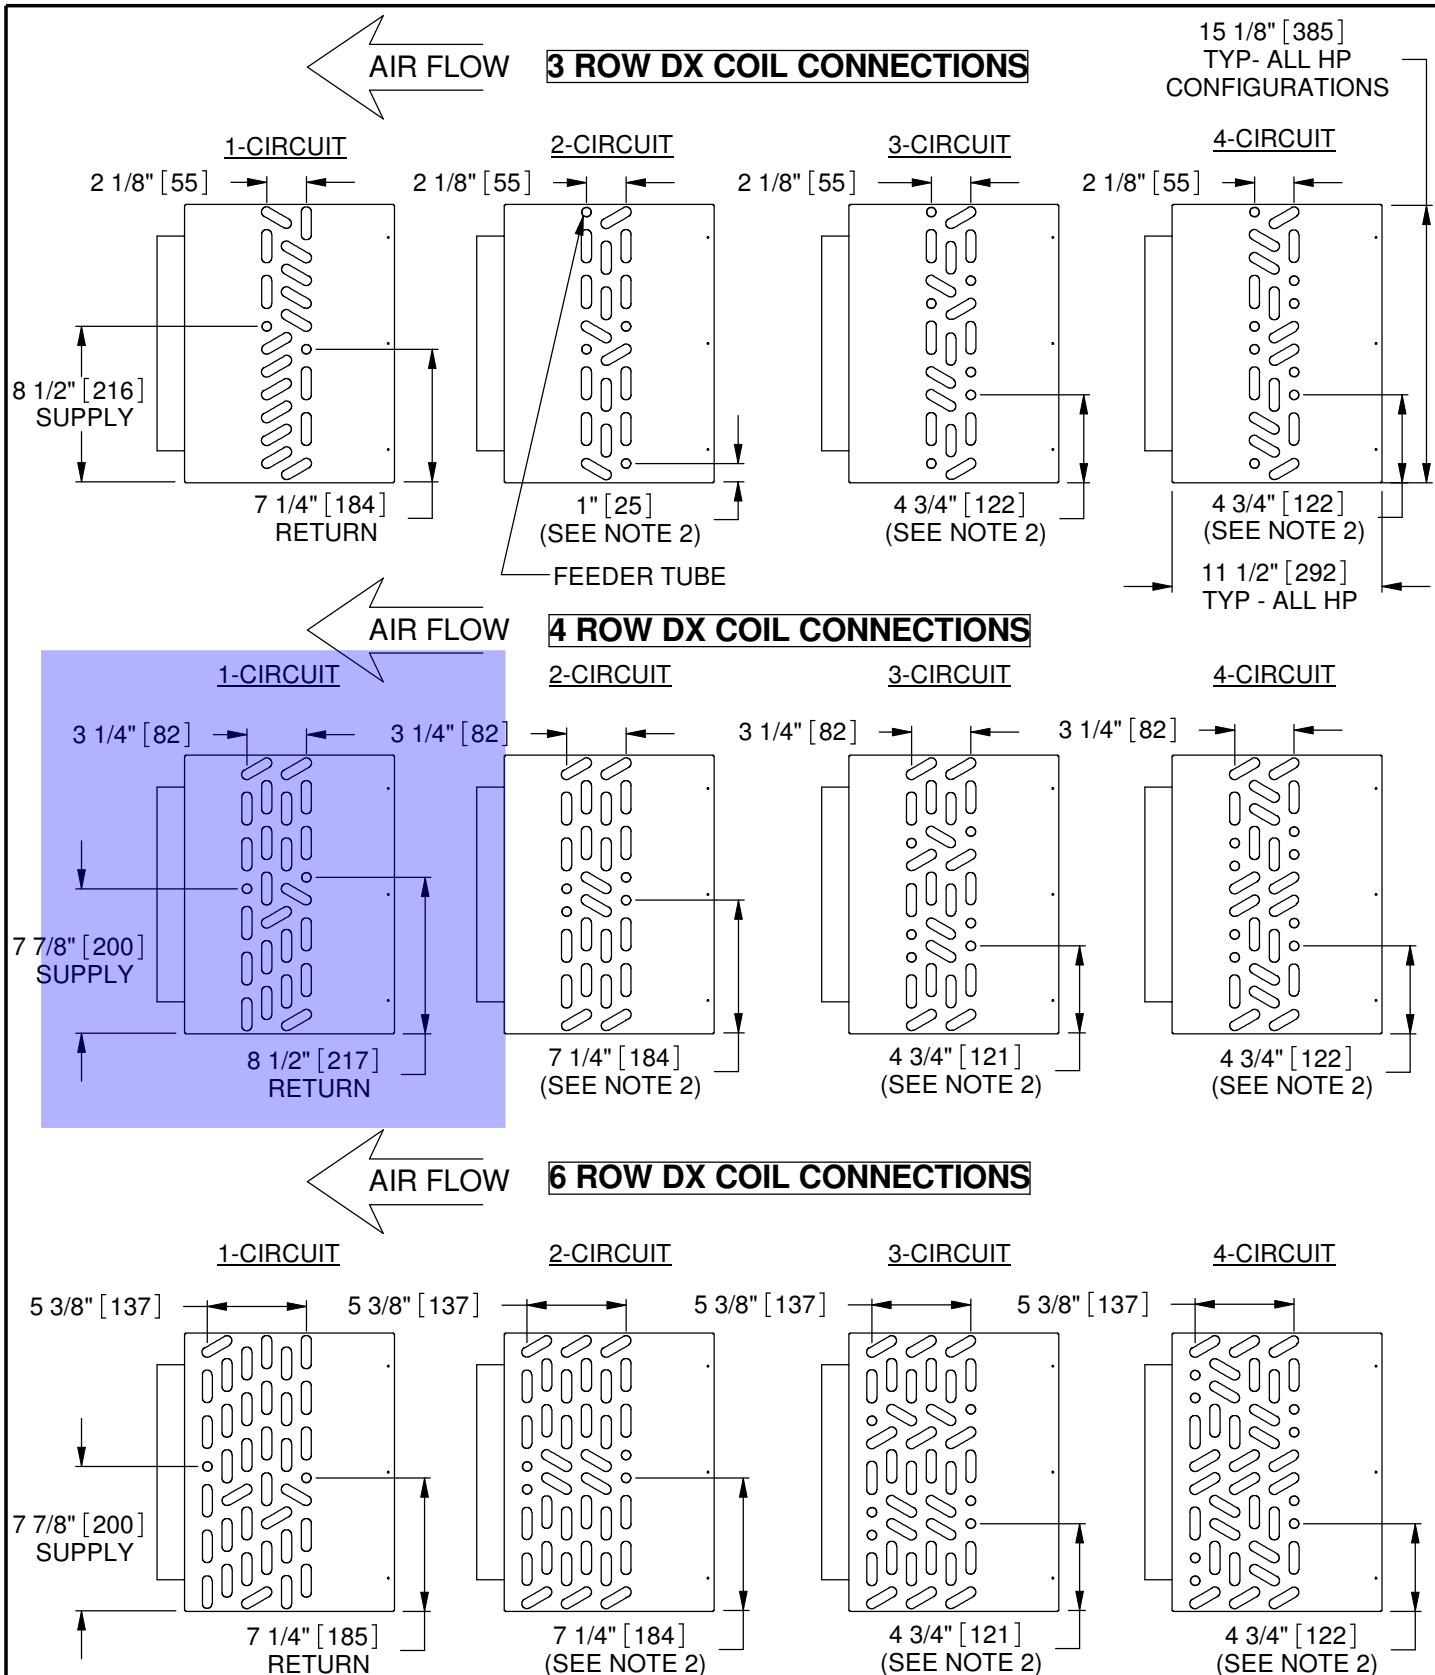 AIR FLOW
3 ROW DX COIL CONNECTIONS
15 1/8" [385]
TYP- ALL HP
CONFIGURATIONS
1-CIRCUIT
2-CIRCUIT
3-CIRCUIT
4-CIRCUIT
2 1/8" [55]
2 1/8" [55]
2 1/8" [55]
2 1/8" [55]
8 1/2" [216]
SUPPLY
7 1/4" [184]
RETURN
1" [25]
(SEE NOTE 2)
4 3/4" [122]
(SEE NOTE 2)
4 3/4" [122]
(SEE NOTE 2)
FEEDER TUBE
11 1/2" [292]
TYP - ALL HP
AIR FLOW
4 ROW DX COIL CONNECTIONS
1-CIRCUIT
2-CIRCUIT
3-CIRCUIT
4-CIRCUIT
3 1/4" [82]
3 1/4" [82]
3 1/4" [82]
3 1/4" [82]
7 7/8" [200]
SUPPLY
8 1/2" [217]
RETURN
7 1/4" [184]
(SEE NOTE 2)
4 3/4" [121]
(SEE NOTE 2)
4 3/4" [122]
(SEE NOTE 2)
AIR FLOW
6 ROW DX COIL CONNECTIONS
1-CIRCUIT
2-CIRCUIT
3-CIRCUIT
4-CIRCUIT
5 3/8" [137]
5 3/8" [137]
5 3/8" [137]
5 3/8" [137]
7 7/8" [200]
SUPPLY
7 1/4" [185]
RETURN
7 1/4" [184]
(SEE NOTE 2)
4 3/4" [121]
(SEE NOTE 2)
4 3/4" [122]
(SEE NOTE 2)